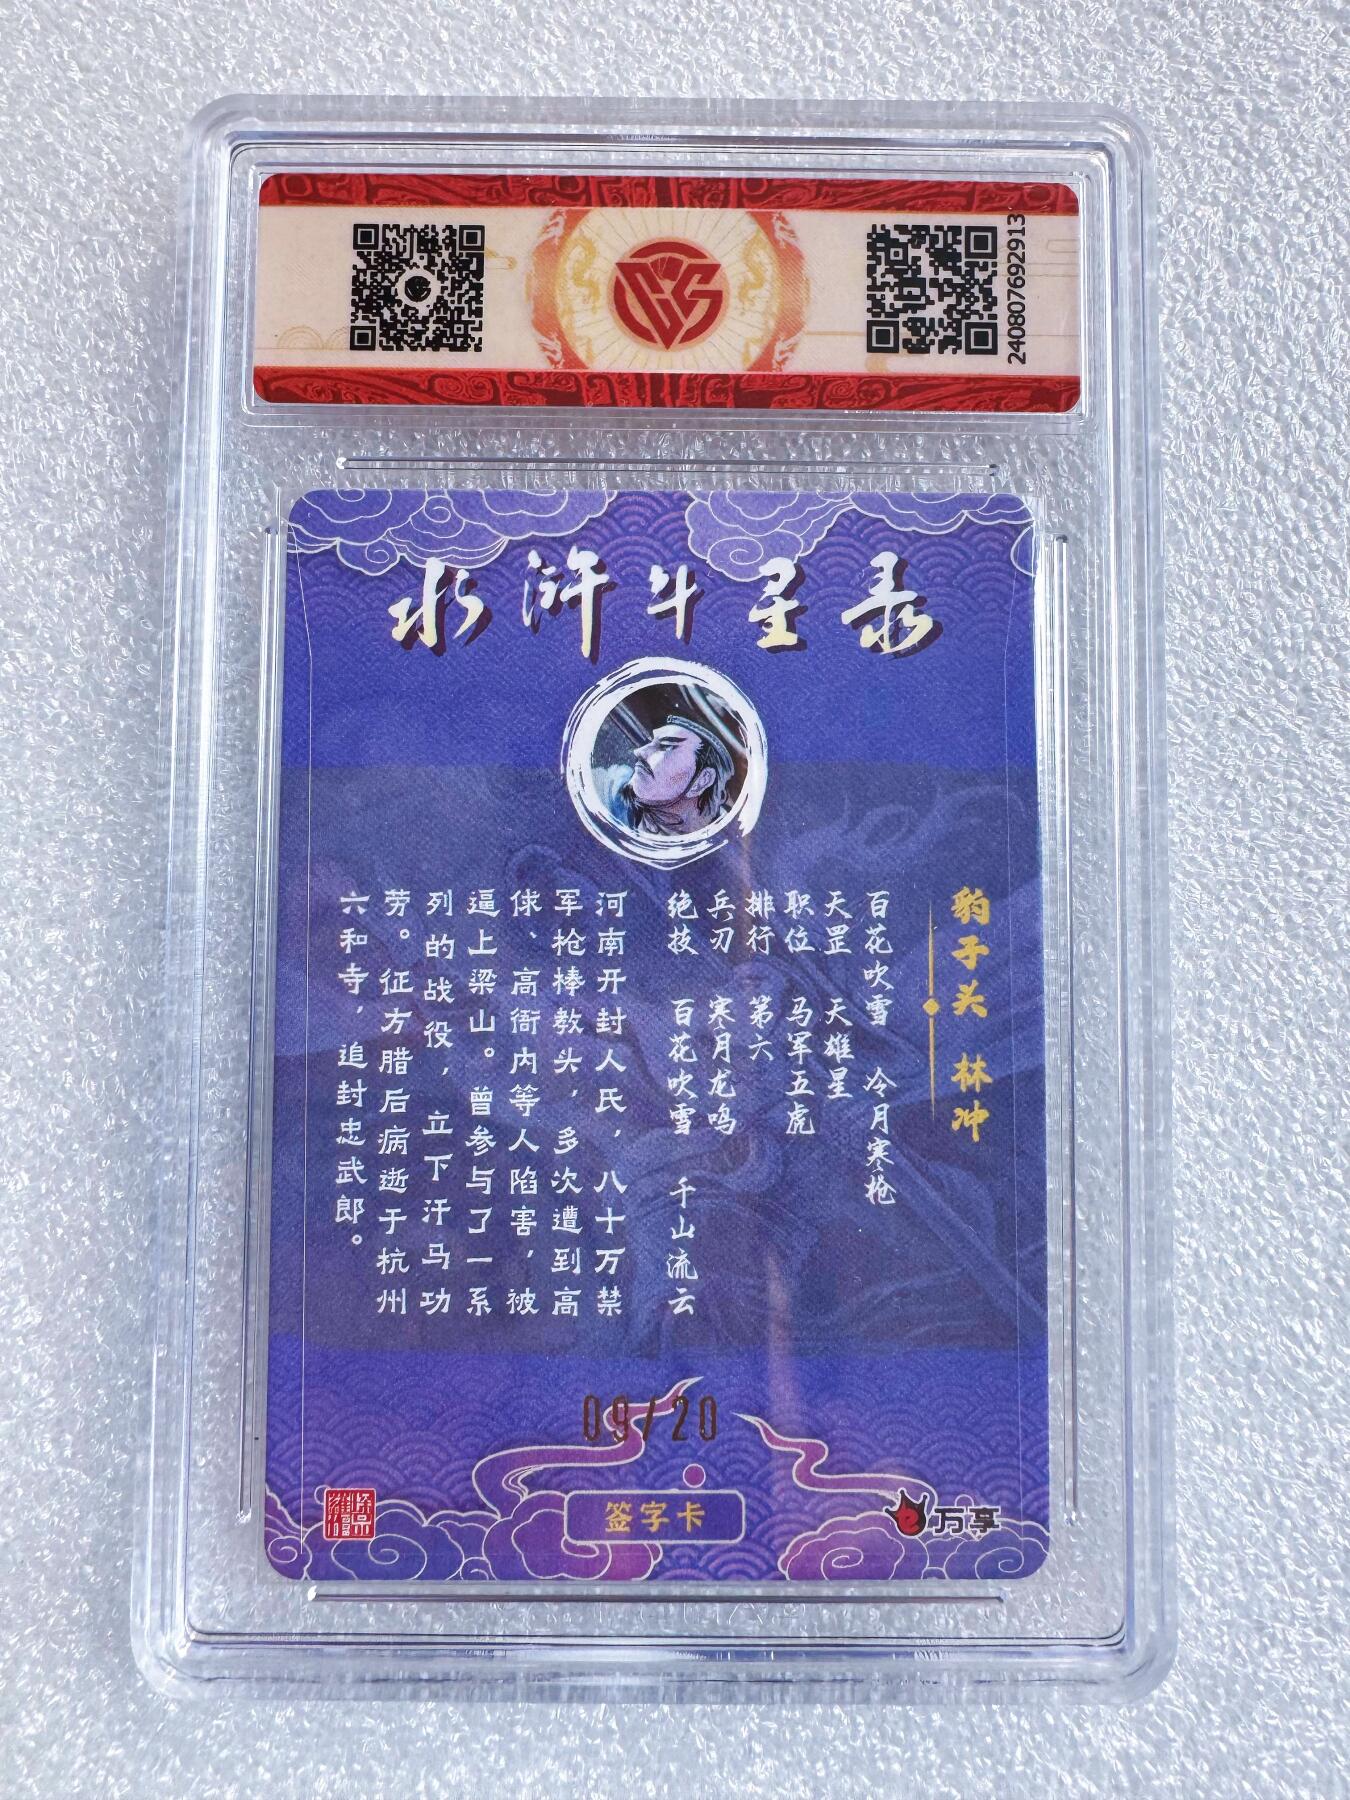 CCS
240807692913
水浒斗星录
豹子头 林冲
百花吹雪 冷月寒枪
天罡 天雄星
职位 马军五虎
排行 第六
兵刃 寒月龙鸣
绝技 百花吹雪 千山流云
河南开封人氏，八十万禁
军枪棒教头，多次遭到高
俅、高衙内等人陷害，被
逼上梁山。曾参与了一系
列的战役，立下汗马功
劳。征方腊后病逝于杭州
六和寺，追封忠武郎。
09/20
签字卡
万享